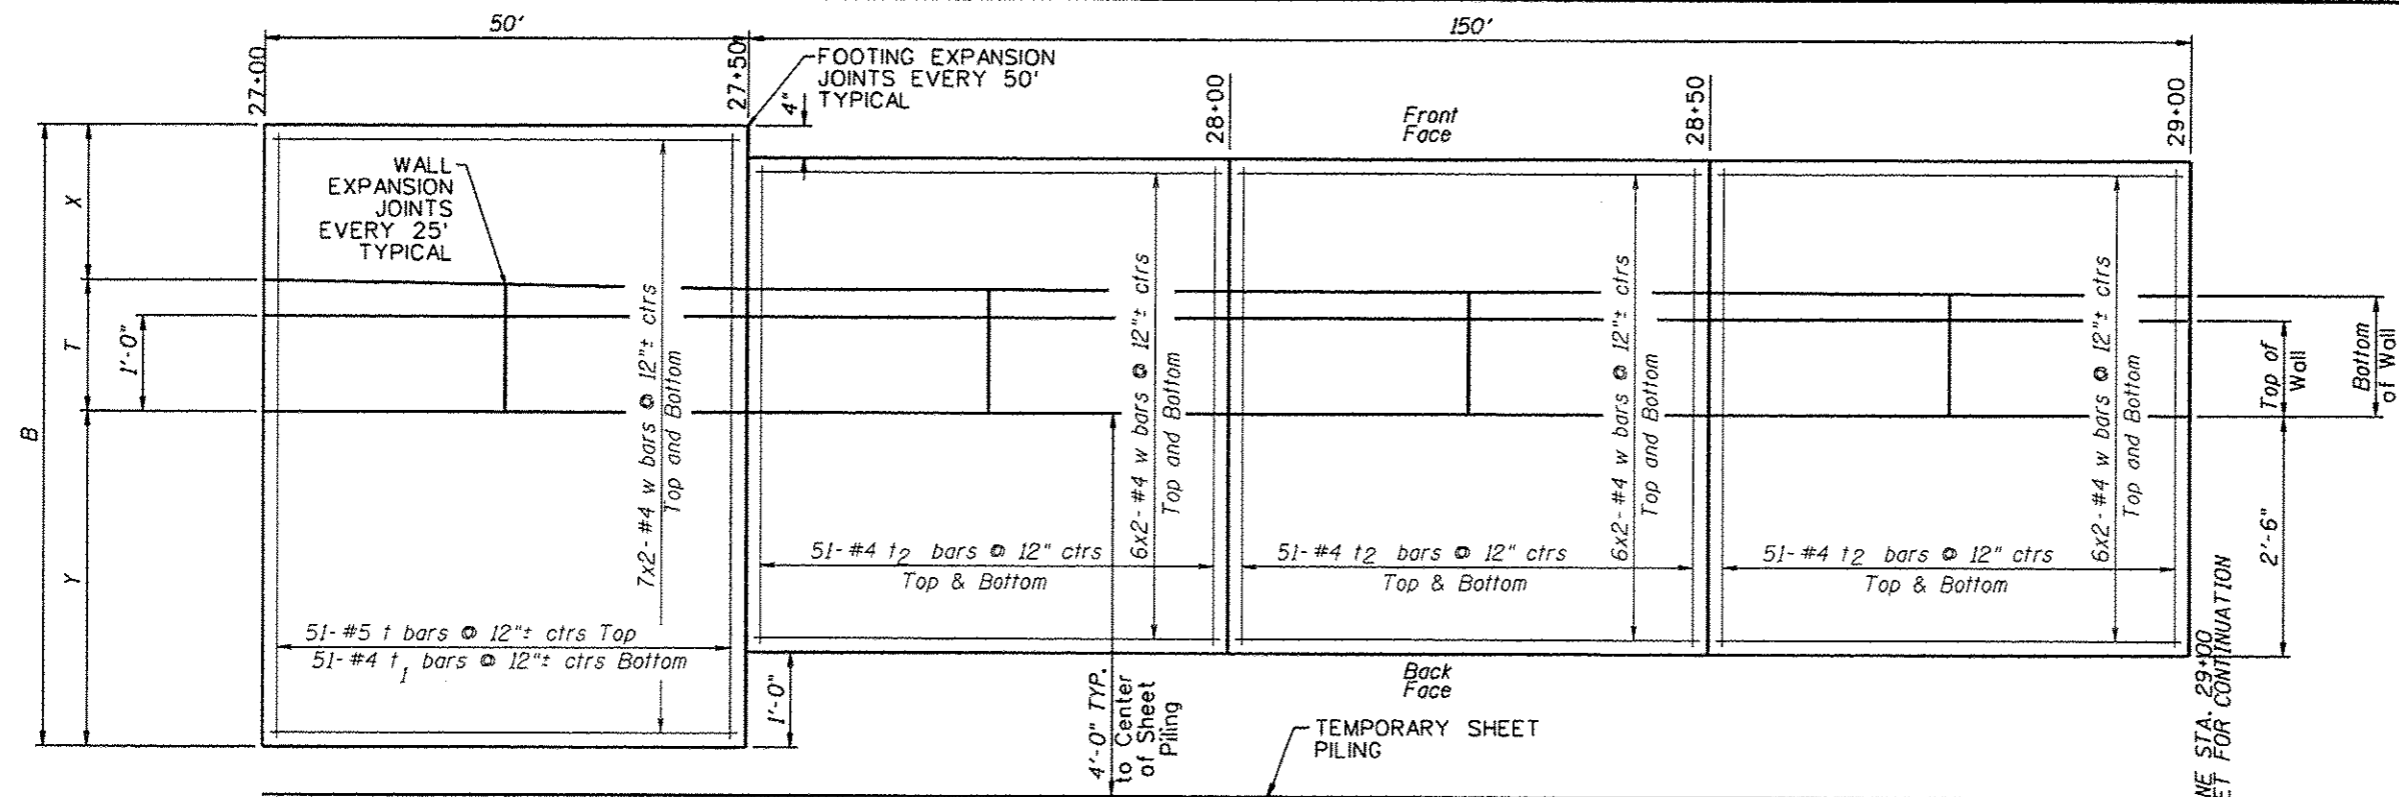 50'
150'
27+00
27+50
FOOTING EXPANSION
JOINTS EVERY 50'
TYPICAL
4"
28+00
Front
Face
28+50
29+00
WALL
EXPANSION
JOINTS
EVERY 25'
TYPICAL
X
T
1'-0"
B
Y
7x2-#4 w bars @ 12"± ctrs
Top and Bottom
6x2-#4 w bars @ 12"± ctrs
Top and Bottom
6x2-#4 w bars @ 12"± ctrs
Top and Bottom
6x2-#4 w bars @ 12"± ctrs
Top and Bottom
Top of
Wall
Bottom
of Wall
51-#4 t2 bars @ 12" ctrs
Top & Bottom
51-#4 t2 bars @ 12" ctrs
Top & Bottom
51-#4 t2 bars @ 12" ctrs
Top & Bottom
2'-6"
51-#5 t bars @ 12"± ctrs Top
51-#4 t1 bars @ 12"± ctrs Bottom
1'-0"
4'-0" TYP.
to Center
of Sheet
Piling
Back
Face
TEMPORARY SHEET
PILING
STA. 29+00
FOR CONTINUATION